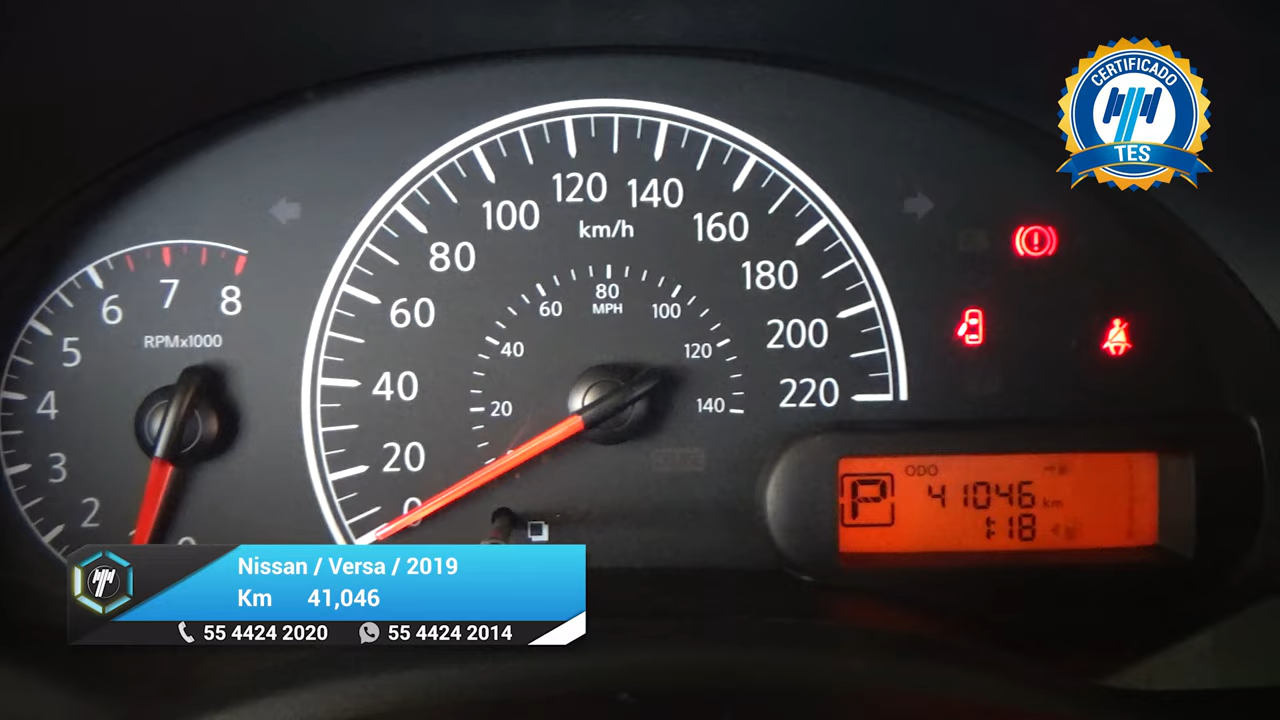 CERTIFICADO
TES
120 140
100 160
km/h
80 180
60 200
40 220
20
0
80
MPH
60 100
40 120
20 140
6 7 8
RPMx1000
5
4
3
2
ODO
P 41046 km
1:18
Nissan / Versa / 2019
Km 41,046
55 4424 2020 55 4424 2014